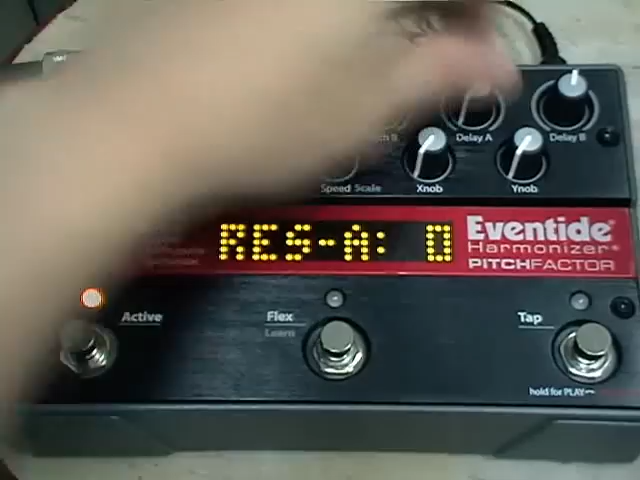 Delay A
Delay B
Speed Scale
Xnob
Ynob
RES-A: 0
Eventide®
Harmonizer®
PITCHFACTOR
Active
Flex
Learn
Tap
hold for PLAY